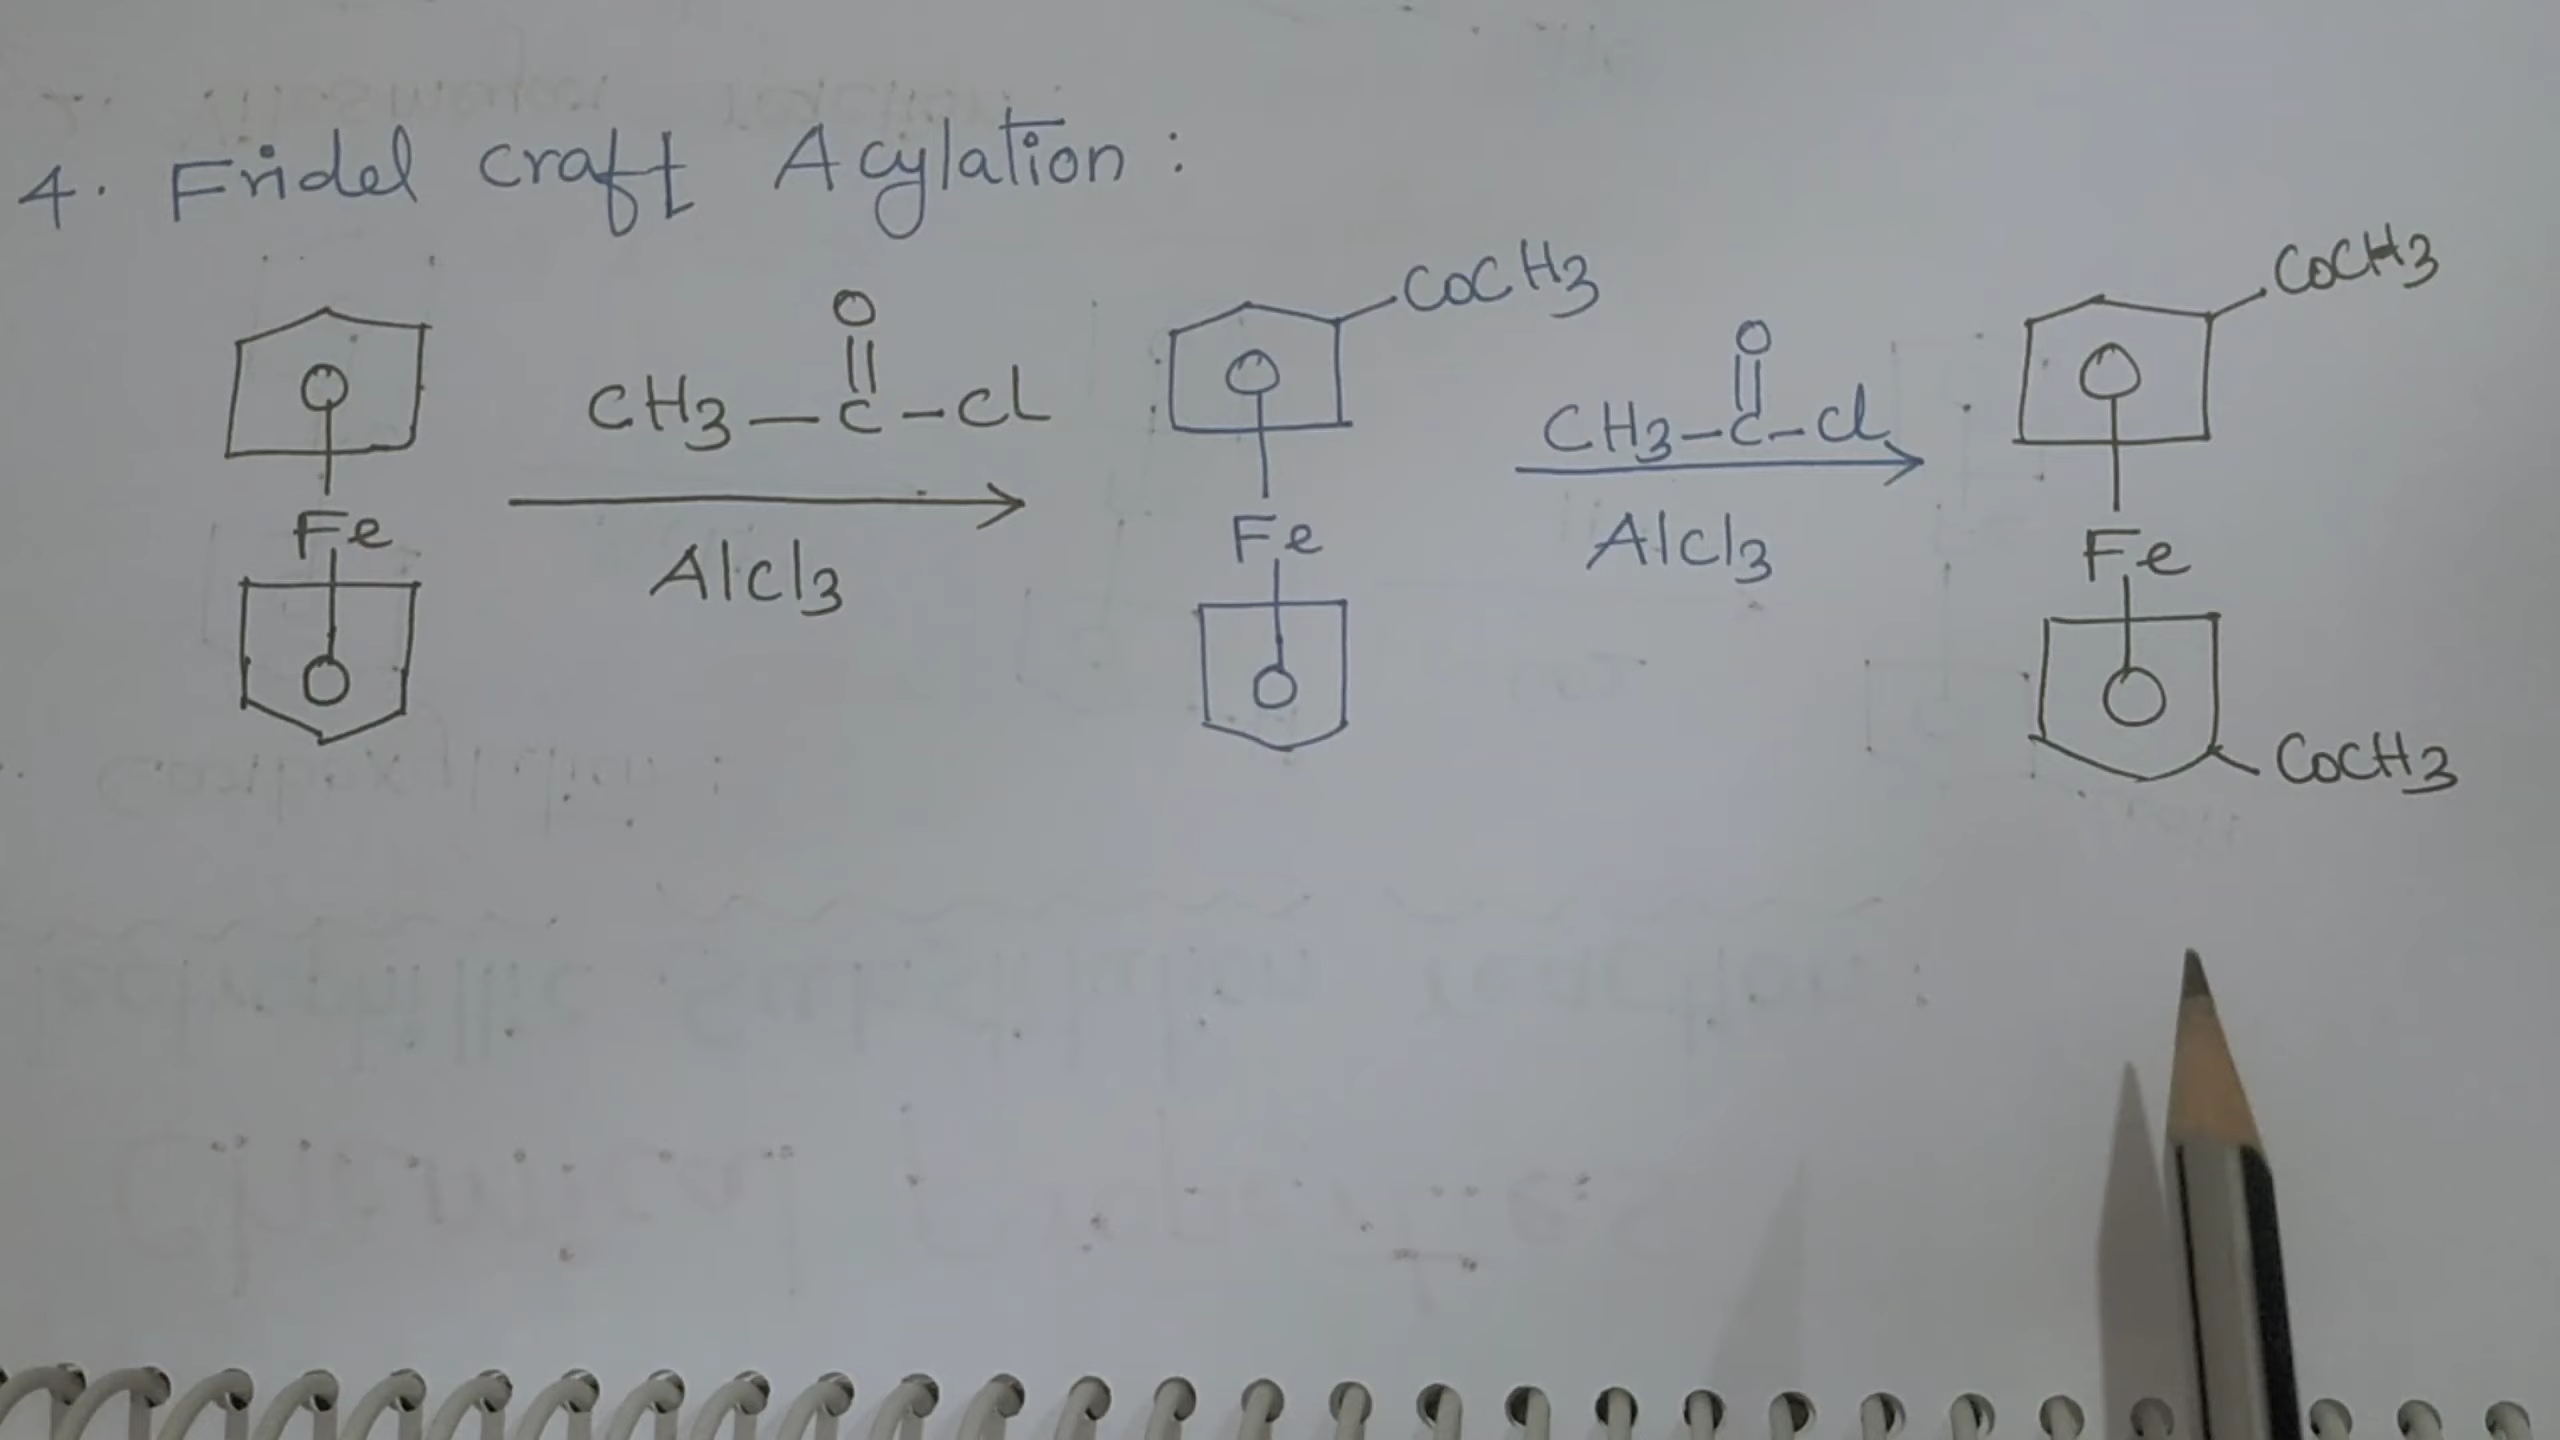 4. Fridel craft Acylation :
COCH3
COCH3
O
O
CH3-C-Cl
CH3-C-Cl
Fe
AlCl3
Fe
AlCl3
Fe
COCH3